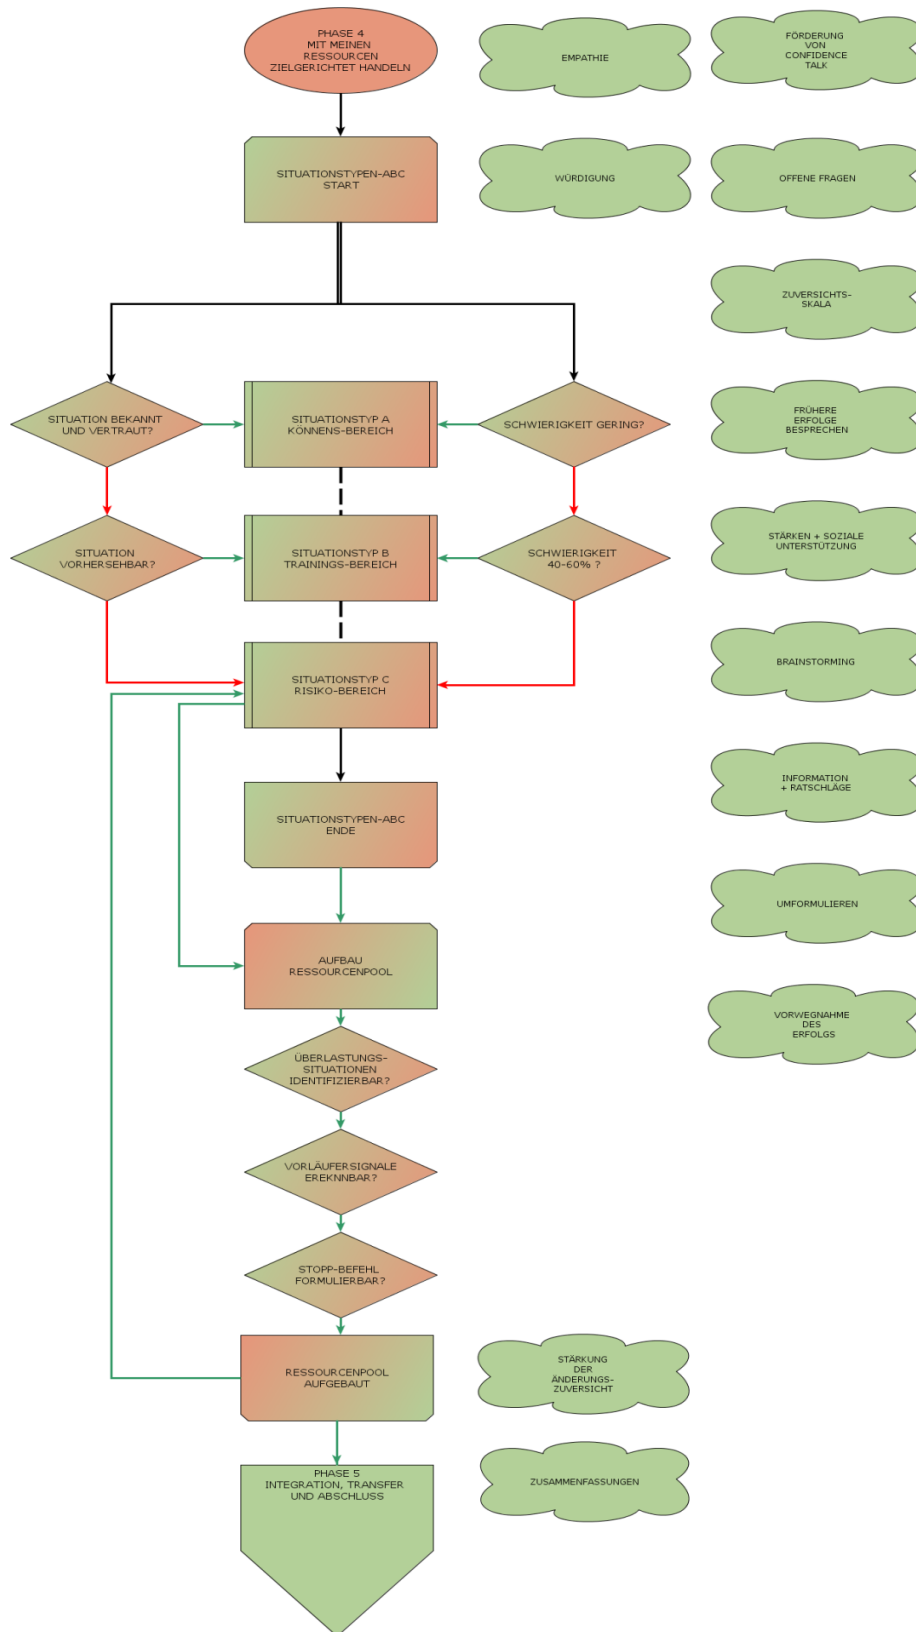 PHASE 4
MIT MEINEN
RESSOURCEN
ZIELGERICHTET HANDELN
EMPATHIE
FÖRDERUNG
VON
CONFIDENCE
TALK
SITUATIONSTYPEN-ABC
START
WÜRDIGUNG
OFFENE FRAGEN
ZUVERSICHTS-
SKALA
SITUATION BEKANNT
UND VERTRAUT?
SITUATIONSTYP A
KÖNNENS-BEREICH
SCHWIERIGKEIT GERING?
FRÜHERE
ERFOLGE
BESPRECHEN
SITUATION
VORHERSEHBAR?
SITUATIONSTYP B
TRAININGS-BEREICH
SCHWIERIGKEIT
40-60% ?
STÄRKEN + SOZIALE
UNTERSTÜTZUNG
SITUATIONSTYP C
RISIKO-BEREICH
BRAINSTORMING
SITUATIONSTYPEN-ABC
ENDE
INFORMATION
+ RATSCHLÄGE
UMFORMULIEREN
AUFBAU
RESSOURCENPOOL
VORWEGNAHME
DES
ERFOLGS
ÜBERLASTUNGS-
SITUATIONEN
IDENTIFIZIERBAR?
VORLÄUFERSIGNALE
EREKNNBAR?
STOPP-BEFEHL
FORMULIERBAR?
RESSOURCENPOOL
AUFGEBAUT
STÄRKUNG
DER
ÄNDERUNGS-
ZUVERSICHT
PHASE 5
INTEGRATION, TRANSFER
UND ABSCHLUSS
ZUSAMMENFASSUNGEN